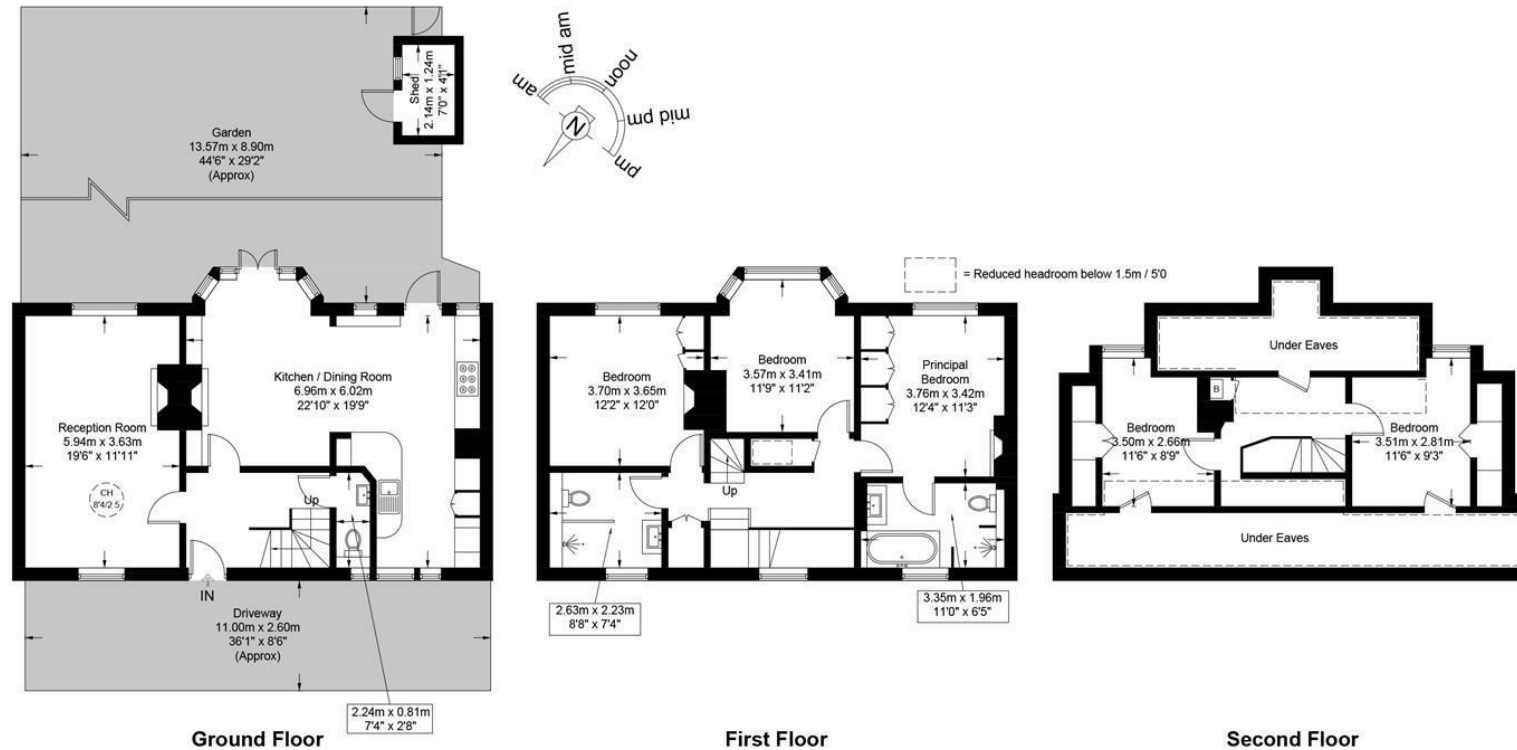 Shed
2.14m x 1.24m
7'0" x 4'1"
Garden
13.57m x 8.90m
44'6" x 29'2"
(Approx)
am
mid am
noon
mid pm
pm
N
= Reduced headroom below 1.5m / 5'0
Reception Room
5.94m x 3.63m
19'6" x 11'11"
CH
8'4/2.5
Kitchen / Dining Room
6.96m x 6.02m
22'10" x 19'9"
Up
IN
Driveway
11.00m x 2.60m
36'1" x 8'6"
(Approx)
2.24m x 0.81m
7'4" x 2'8"
Ground Floor
Bedroom
3.70m x 3.65m
12'2" x 12'0"
Bedroom
3.57m x 3.41m
11'9" x 11'2"
Principal
Bedroom
3.76m x 3.42m
12'4" x 11'3"
Up
2.63m x 2.23m
8'8" x 7'4"
3.35m x 1.96m
11'0" x 6'5"
First Floor
Under Eaves
B
Bedroom
3.50m x 2.66m
11'6" x 8'9"
Bedroom
3.51m x 2.81m
11'6" x 9'3"
Under Eaves
Second Floor